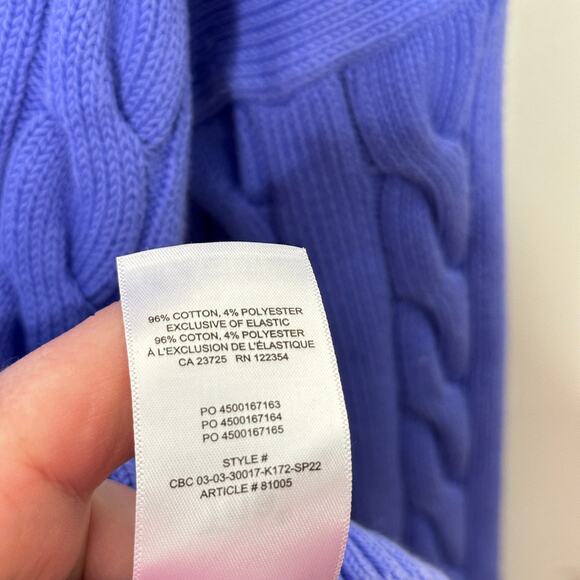 96% COTTON, 4% POLYESTER
EXCLUSIVE OF ELASTIC
96% COTON, 4% POLYESTER
À L'EXCLUSION DE L'ÉLASTIQUE
CA 23725 RN 122354
PO 4500167163
PO 4500167164
PO 4500167165
STYLE #
CBC 03-03-30017-K172-SP22
ARTICLE # 81005